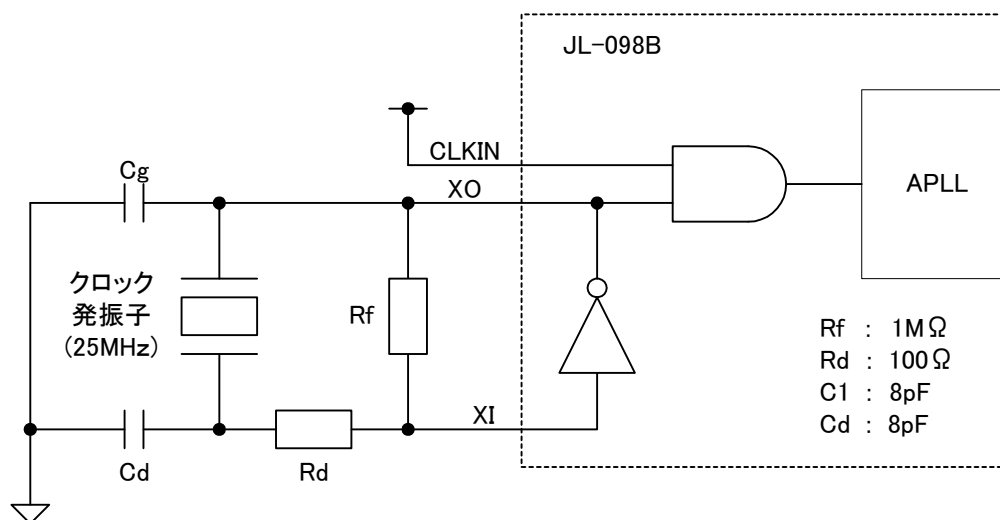 JL-098B
CLKIN
Cg
XO
APLL
クロック
発振子
(25MHz)
Rf
Rf : 1MΩ
Rd : 100Ω
C1 : 8pF
Cd : 8pF
XI
Cd
Rd